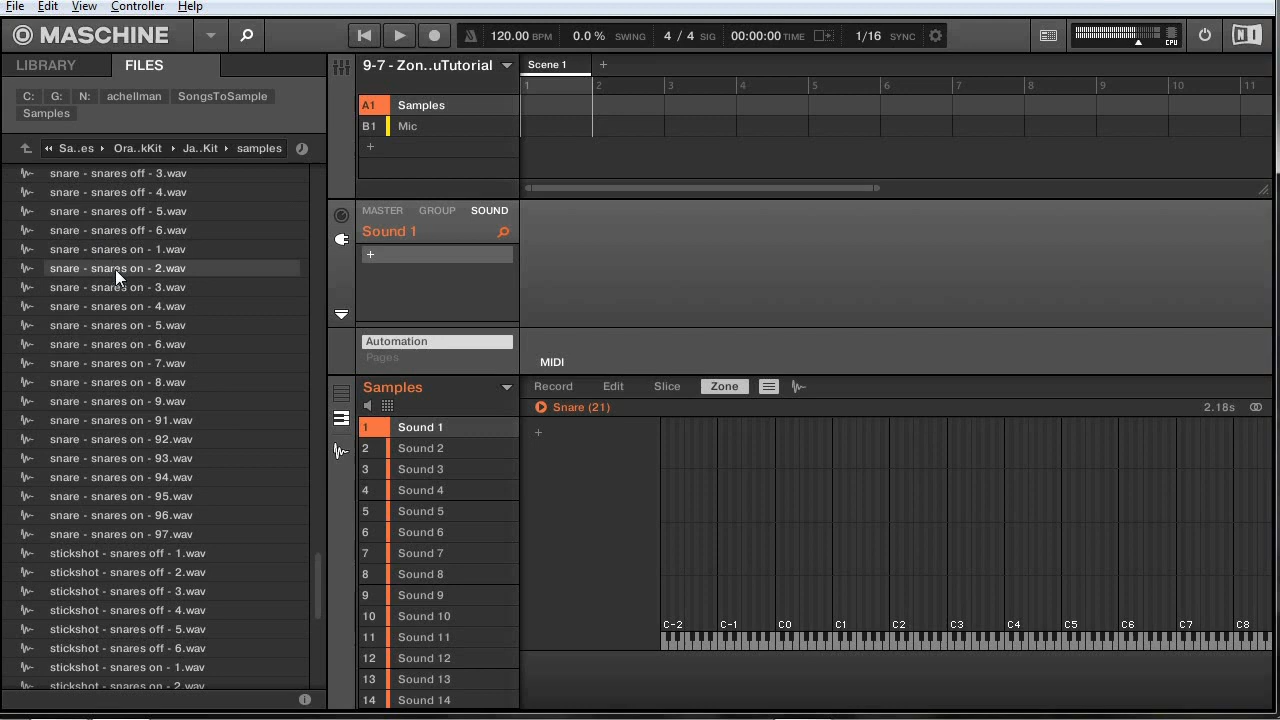 File Edit View Controller Help
MASCHINE 120.00 BPM 0.0 % SWING 4 / 4 SIG 00:00:00 TIME 1/16 SYNC CPU
LIBRARY FILES
C: G: N: achellman SongsToSample
Samples
Sa..es Ora..kKit Ja..Kit samples
snare - snares off - 3.wav
snare - snares off - 4.wav
snare - snares off - 5.wav
snare - snares off - 6.wav
snare - snares on - 1.wav
snare - snares on - 2.wav
snare - snares on - 3.wav
snare - snares on - 4.wav
snare - snares on - 5.wav
snare - snares on - 6.wav
snare - snares on - 7.wav
snare - snares on - 8.wav
snare - snares on - 9.wav
snare - snares on - 91.wav
snare - snares on - 92.wav
snare - snares on - 93.wav
snare - snares on - 94.wav
snare - snares on - 95.wav
snare - snares on - 96.wav
snare - snares on - 97.wav
stickshot - snares off - 1.wav
stickshot - snares off - 2.wav
stickshot - snares off - 3.wav
stickshot - snares off - 4.wav
stickshot - snares off - 5.wav
stickshot - snares off - 6.wav
stickshot - snares on - 1.wav
stickshot - snares on - 2.wav
9-7 - Zon..uTutorial Scene 1 +
1 2 3 4 5 6 7 8 9 10 11
A1 Samples
B1 Mic
+
MASTER GROUP SOUND
Sound 1
+
Automation
Pages
MIDI
Samples Record Edit Slice Zone
Snare (21) 2.18s
+
1 Sound 1
2 Sound 2
3 Sound 3
4 Sound 4
5 Sound 5
6 Sound 6
7 Sound 7
8 Sound 8
9 Sound 9
10 Sound 10
11 Sound 11
12 Sound 12
13 Sound 13
14 Sound 14
C-2 C-1 C0 C1 C2 C3 C4 C5 C6 C7 C8